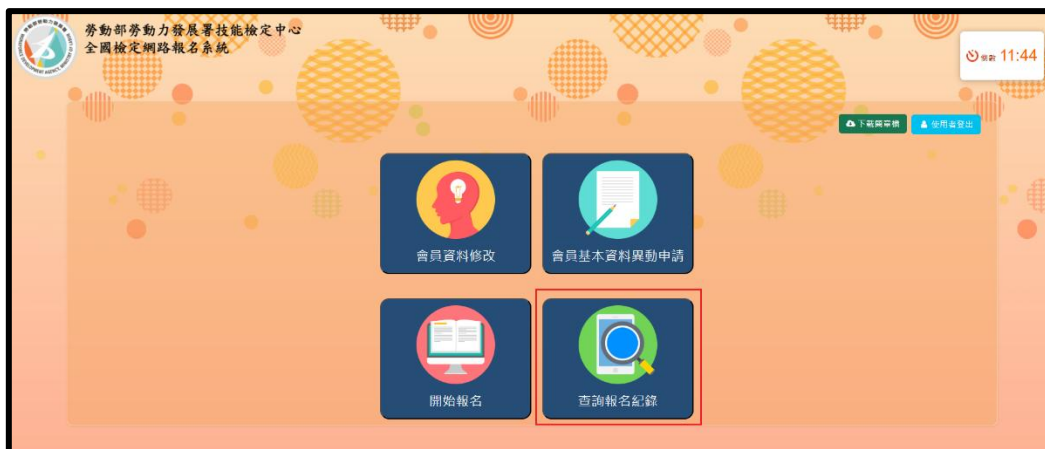 勞動部勞動力發展署技能檢定中心
全國檢定網路報名系統
倒數 11:44
下載簡章檔
使用者登出
會員資料修改
會員基本資料異動申請
開始報名
查詢報名紀錄